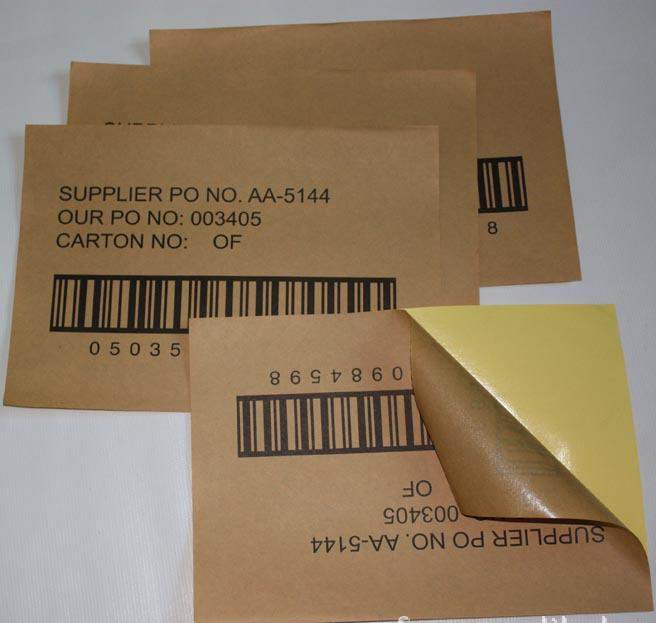 8
SUPPLIER PO NO. AA-5144
OUR PO NO: 003405
CARTON NO: OF
05035
SUPPLIER PO NO. AA-5144
003405
OF
0984598